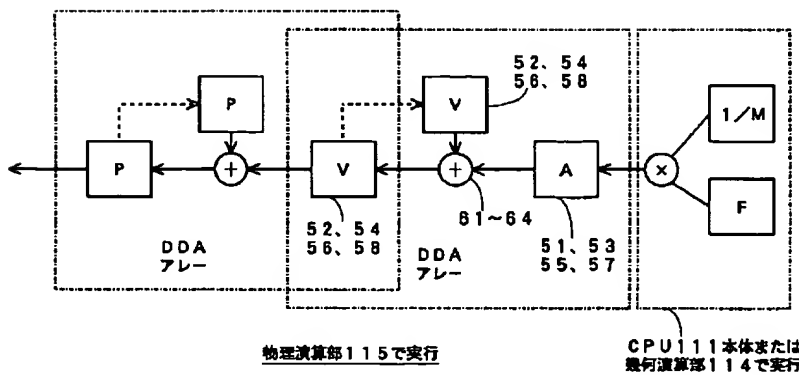 52、54
56、58
P
V
1/M
P
+
V
+
A
×
F
61~64
52、54
56、58
51、53
55、57
DDA
アレー
DDA
アレー
物理演算部115で実行
CPU111本体または
幾何演算部114で実行